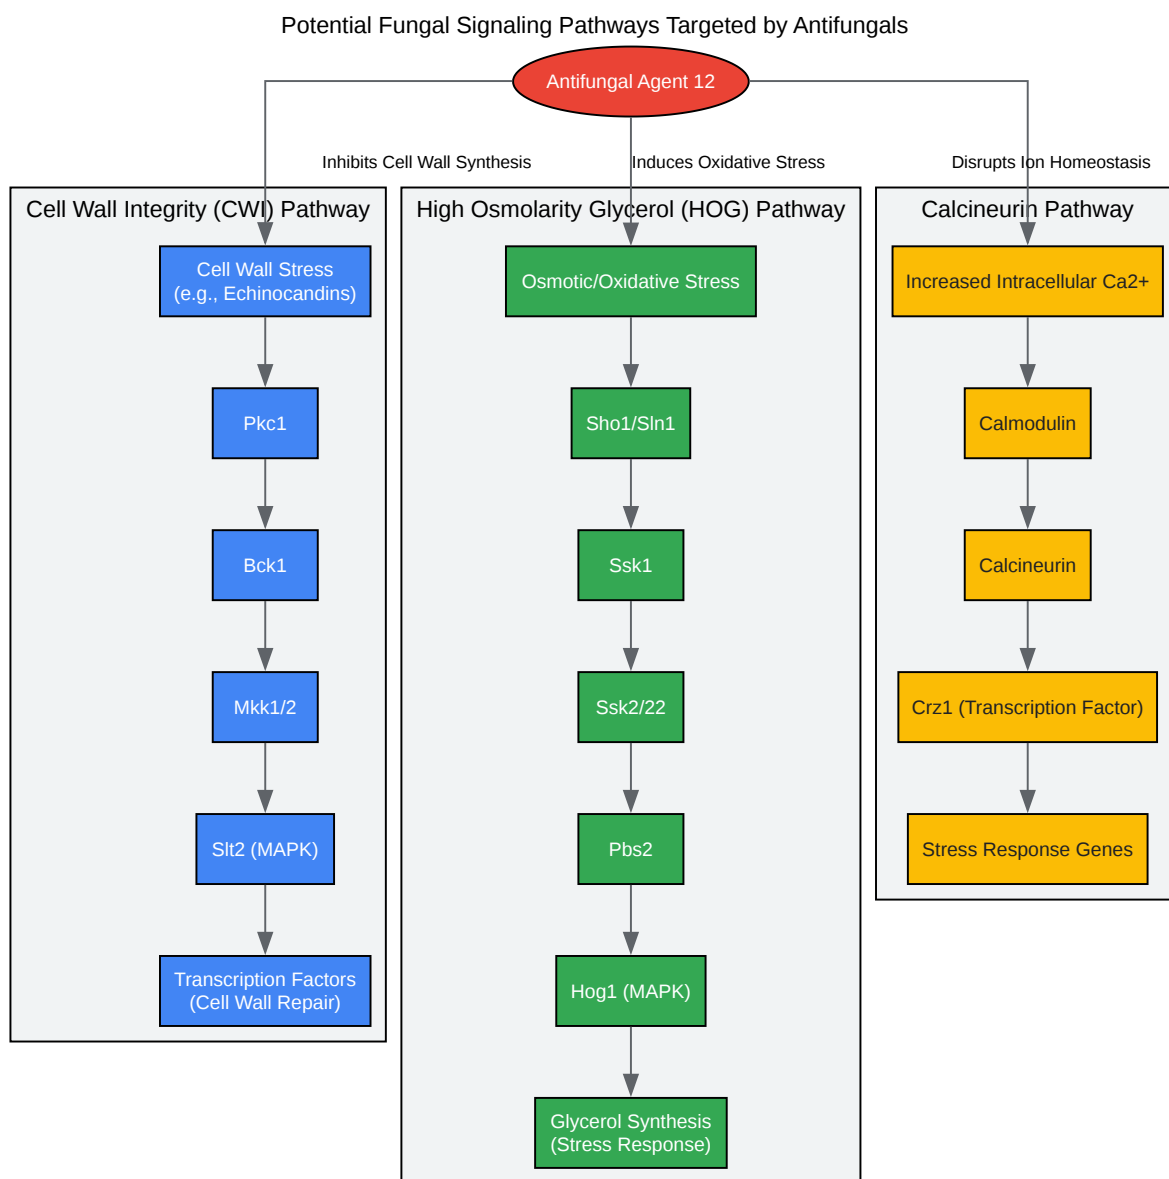 Potential Fungal Signaling Pathways Targeted by Antifungals
Antifungal Agent 12
Inhibits Cell Wall Synthesis
Induces Oxidative Stress
Disrupts Ion Homeostasis
Cell Wall Integrity (CWI) Pathway
Cell Wall Stress
(e.g., Echinocandins)
Pkc1
Bck1
Mkk1/2
Slt2 (MAPK)
Transcription Factors
(Cell Wall Repair)
High Osmolarity Glycerol (HOG) Pathway
Osmotic/Oxidative Stress
Sho1/Sln1
Ssk1
Ssk2/22
Pbs2
Hog1 (MAPK)
Glycerol Synthesis
(Stress Response)
Calcineurin Pathway
Increased Intracellular Ca2+
Calmodulin
Calcineurin
Crz1 (Transcription Factor)
Stress Response Genes